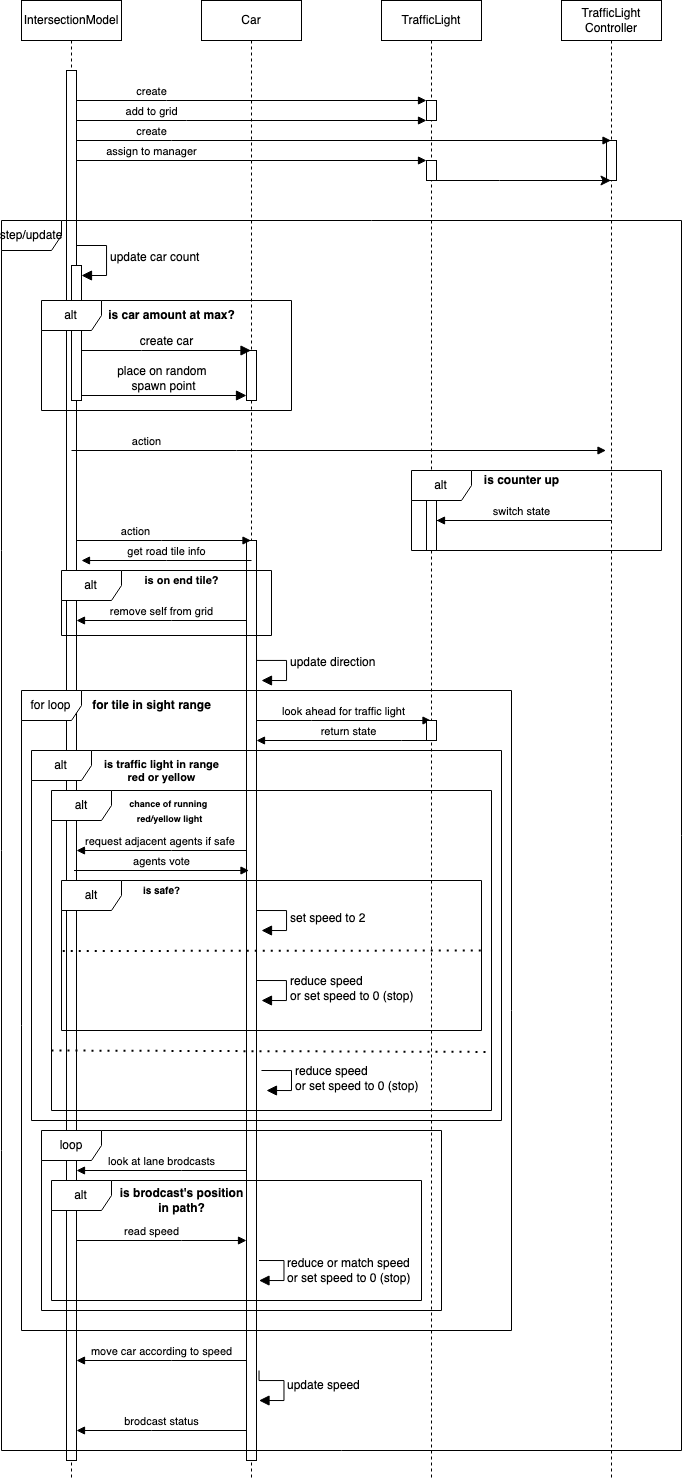 IntersectionModel
Car
TrafficLight
TrafficLight
Controller
create
add to grid
create
assign to manager
step/update
update car count
alt
is car amount at max?
create car
place on random
spawn point
action
alt
is counter up
switch state
action
get road tile info
alt
is on end tile?
remove self from grid
update direction
for loop
for tile in sight range
look ahead for traffic light
return state
alt
is traffic light in range
red or yellow
alt
chance of running
red/yellow light
request adjacent agents if safe
agents vote
alt
is safe?
set speed to 2
reduce speed
or set speed to 0 (stop)
reduce speed
or set speed to 0 (stop)
loop
look at lane brodcasts
alt
is brodcast's position
in path?
read speed
reduce or match speed
or set speed to 0 (stop)
move car according to speed
update speed
brodcast status